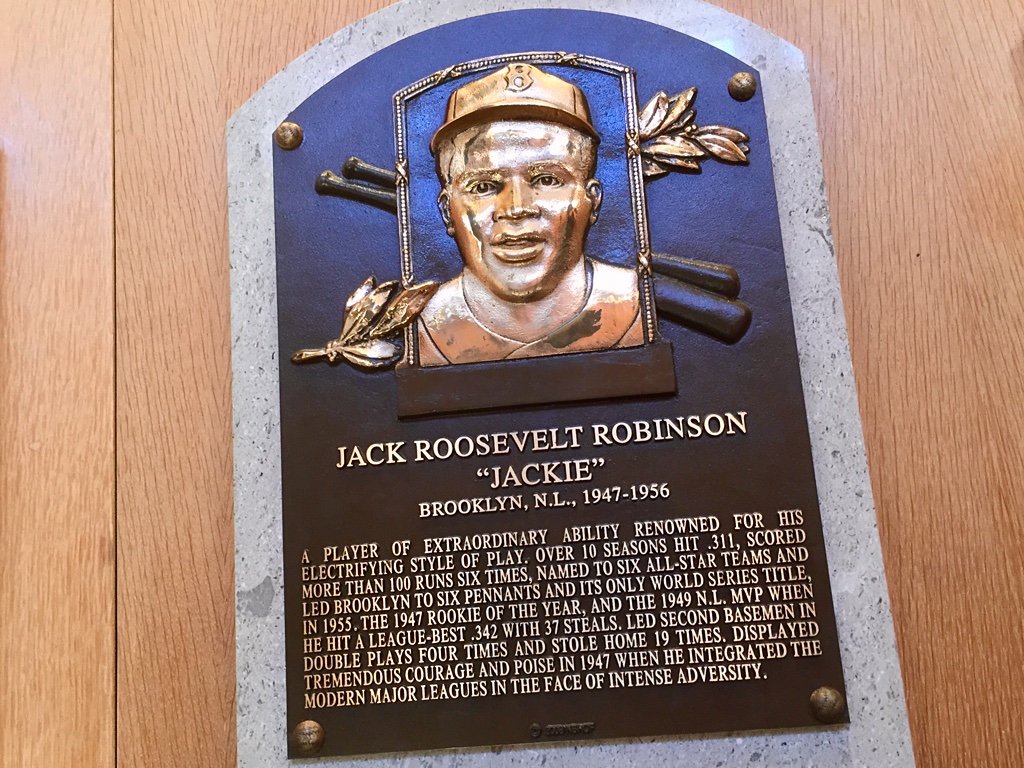 B
JACK ROOSEVELT ROBINSON
“JACKIE”
BROOKLYN, N.L., 1947-1956
A PLAYER OF EXTRAORDINARY ABILITY RENOWNED FOR HIS
ELECTRIFYING STYLE OF PLAY. OVER 10 SEASONS HIT .311, SCORED
MORE THAN 100 RUNS SIX TIMES, NAMED TO SIX ALL-STAR TEAMS AND
LED BROOKLYN TO SIX PENNANTS AND ITS ONLY WORLD SERIES TITLE,
IN 1955. THE 1947 ROOKIE OF THE YEAR, AND THE 1949 N.L. MVP WHEN
HE HIT A LEAGUE-BEST .342 WITH 37 STEALS. LED SECOND BASEMEN IN
DOUBLE PLAYS FOUR TIMES AND STOLE HOME 19 TIMES. DISPLAYED
TREMENDOUS COURAGE AND POISE IN 1947 WHEN HE INTEGRATED THE
MODERN MAJOR LEAGUES IN THE FACE OF INTENSE ADVERSITY.